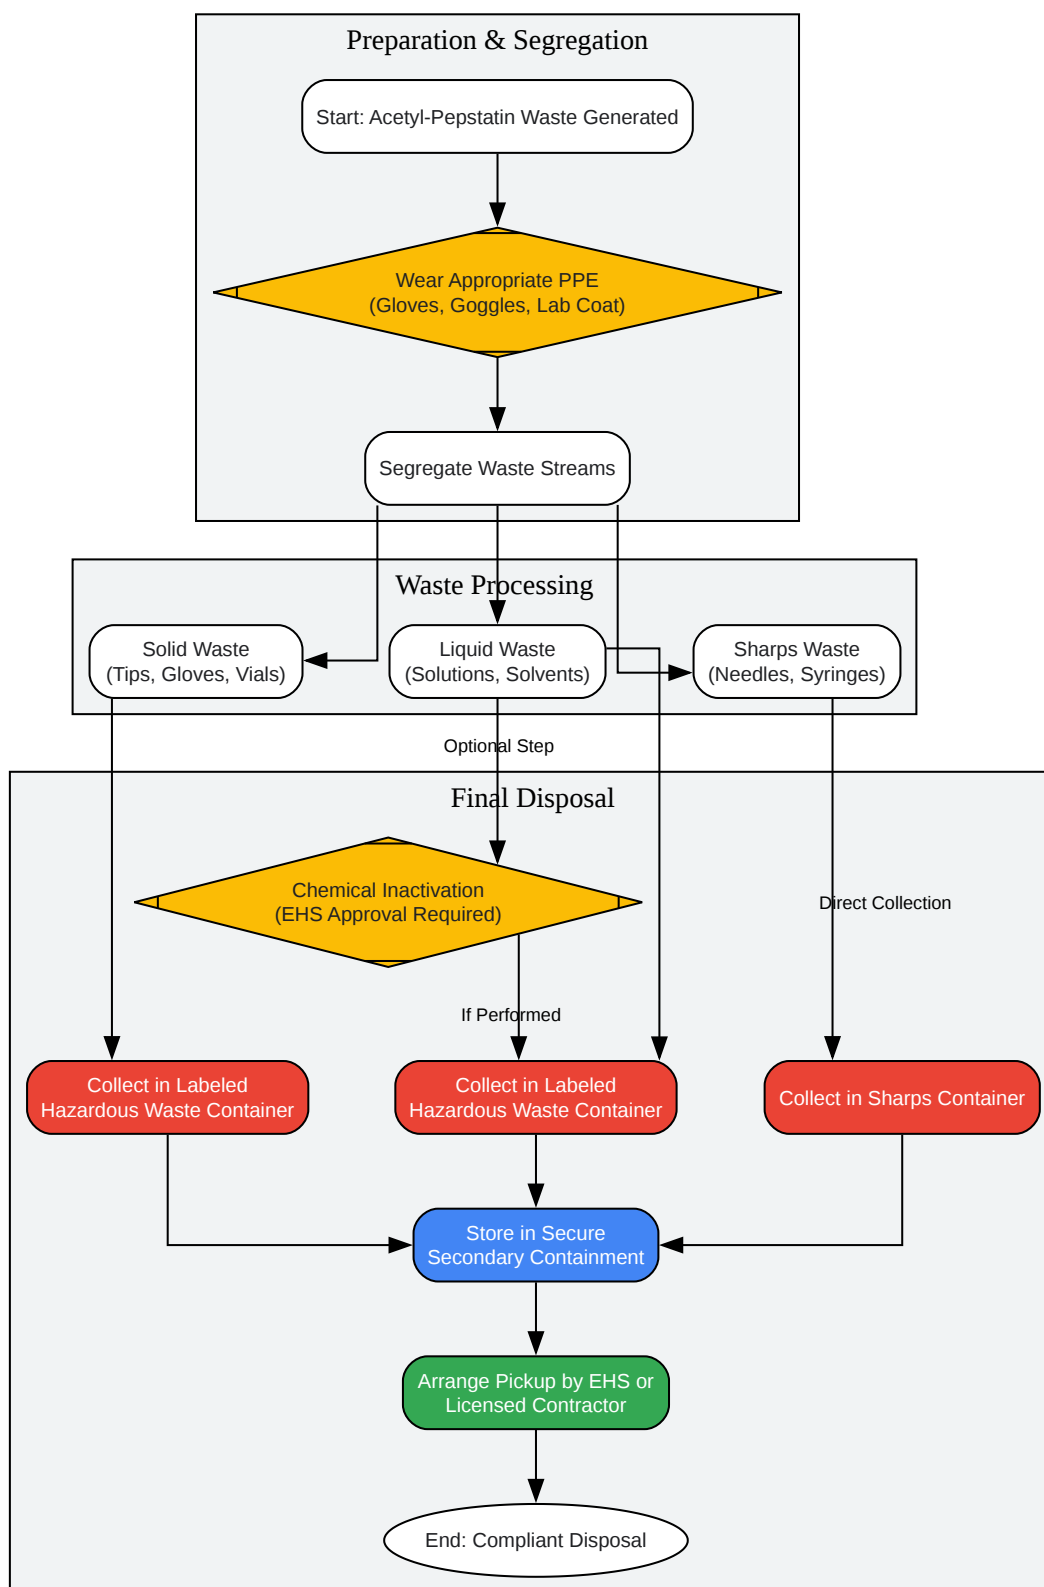 Preparation & Segregation
Start: Acetyl-Pepstatin Waste Generated
Wear Appropriate PPE
(Gloves, Goggles, Lab Coat)
Segregate Waste Streams
Waste Processing
Solid Waste
(Tips, Gloves, Vials)
Liquid Waste
(Solutions, Solvents)
Sharps Waste
(Needles, Syringes)
Optional Step
Final Disposal
Chemical Inactivation
(EHS Approval Required)
Direct Collection
If Performed
Collect in Labeled
Hazardous Waste Container
Collect in Labeled
Hazardous Waste Container
Collect in Sharps Container
Store in Secure
Secondary Containment
Arrange Pickup by EHS or
Licensed Contractor
End: Compliant Disposal